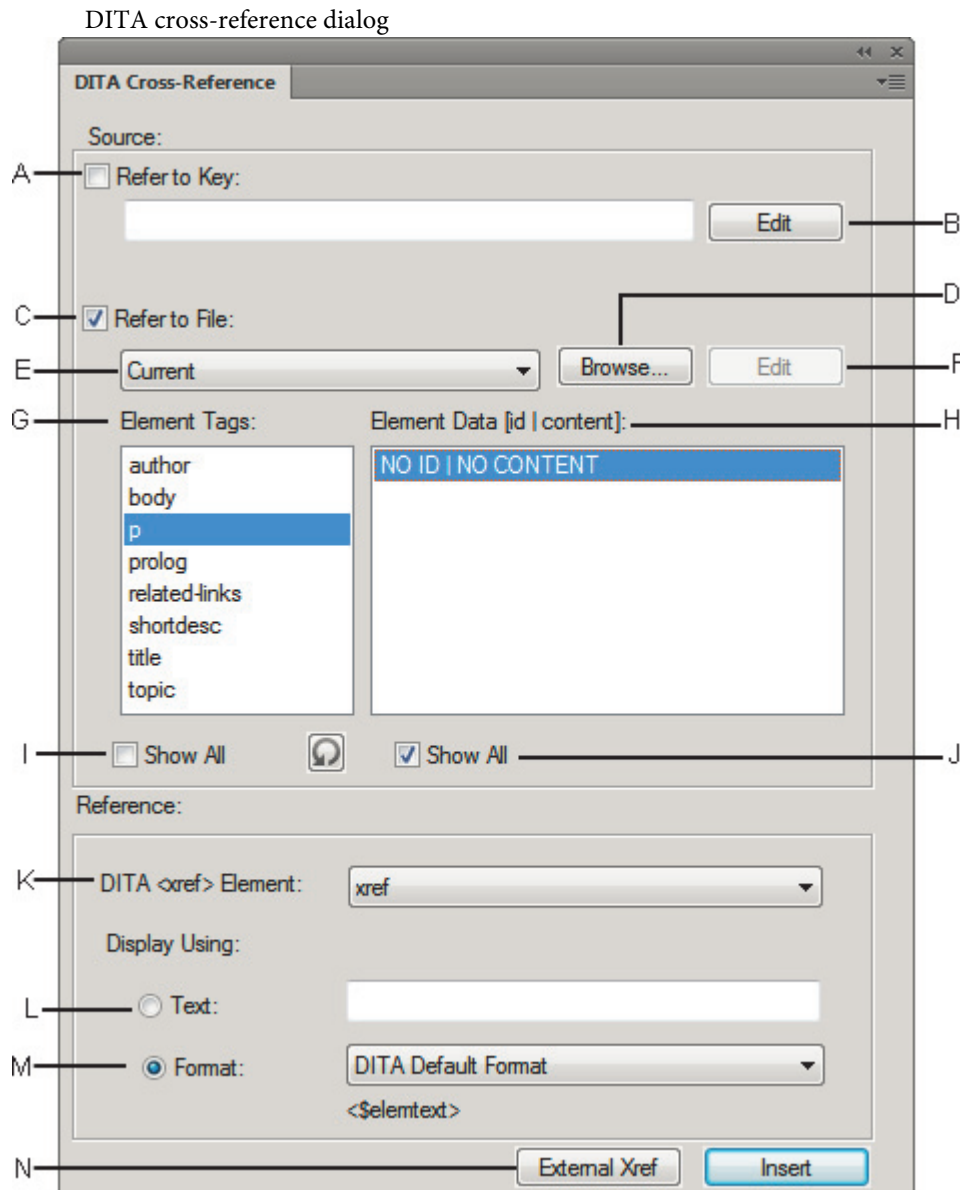 DITA cross-reference dialog
DITA Cross-Reference
Source:
A Refer to Key:
Edit B
D
C Refer to File:
E Current Browse... Edit F
G Element Tags: Element Data [id | content]: H
author NO ID | NO CONTENT
body
p
prolog
related-links
shortdesc
title
topic
I Show All Show All J
Reference:
K DITA <xref> Element: xref
Display Using:
L Text:
M Format: DITA Default Format
<$elemtext>
N External Xref Insert